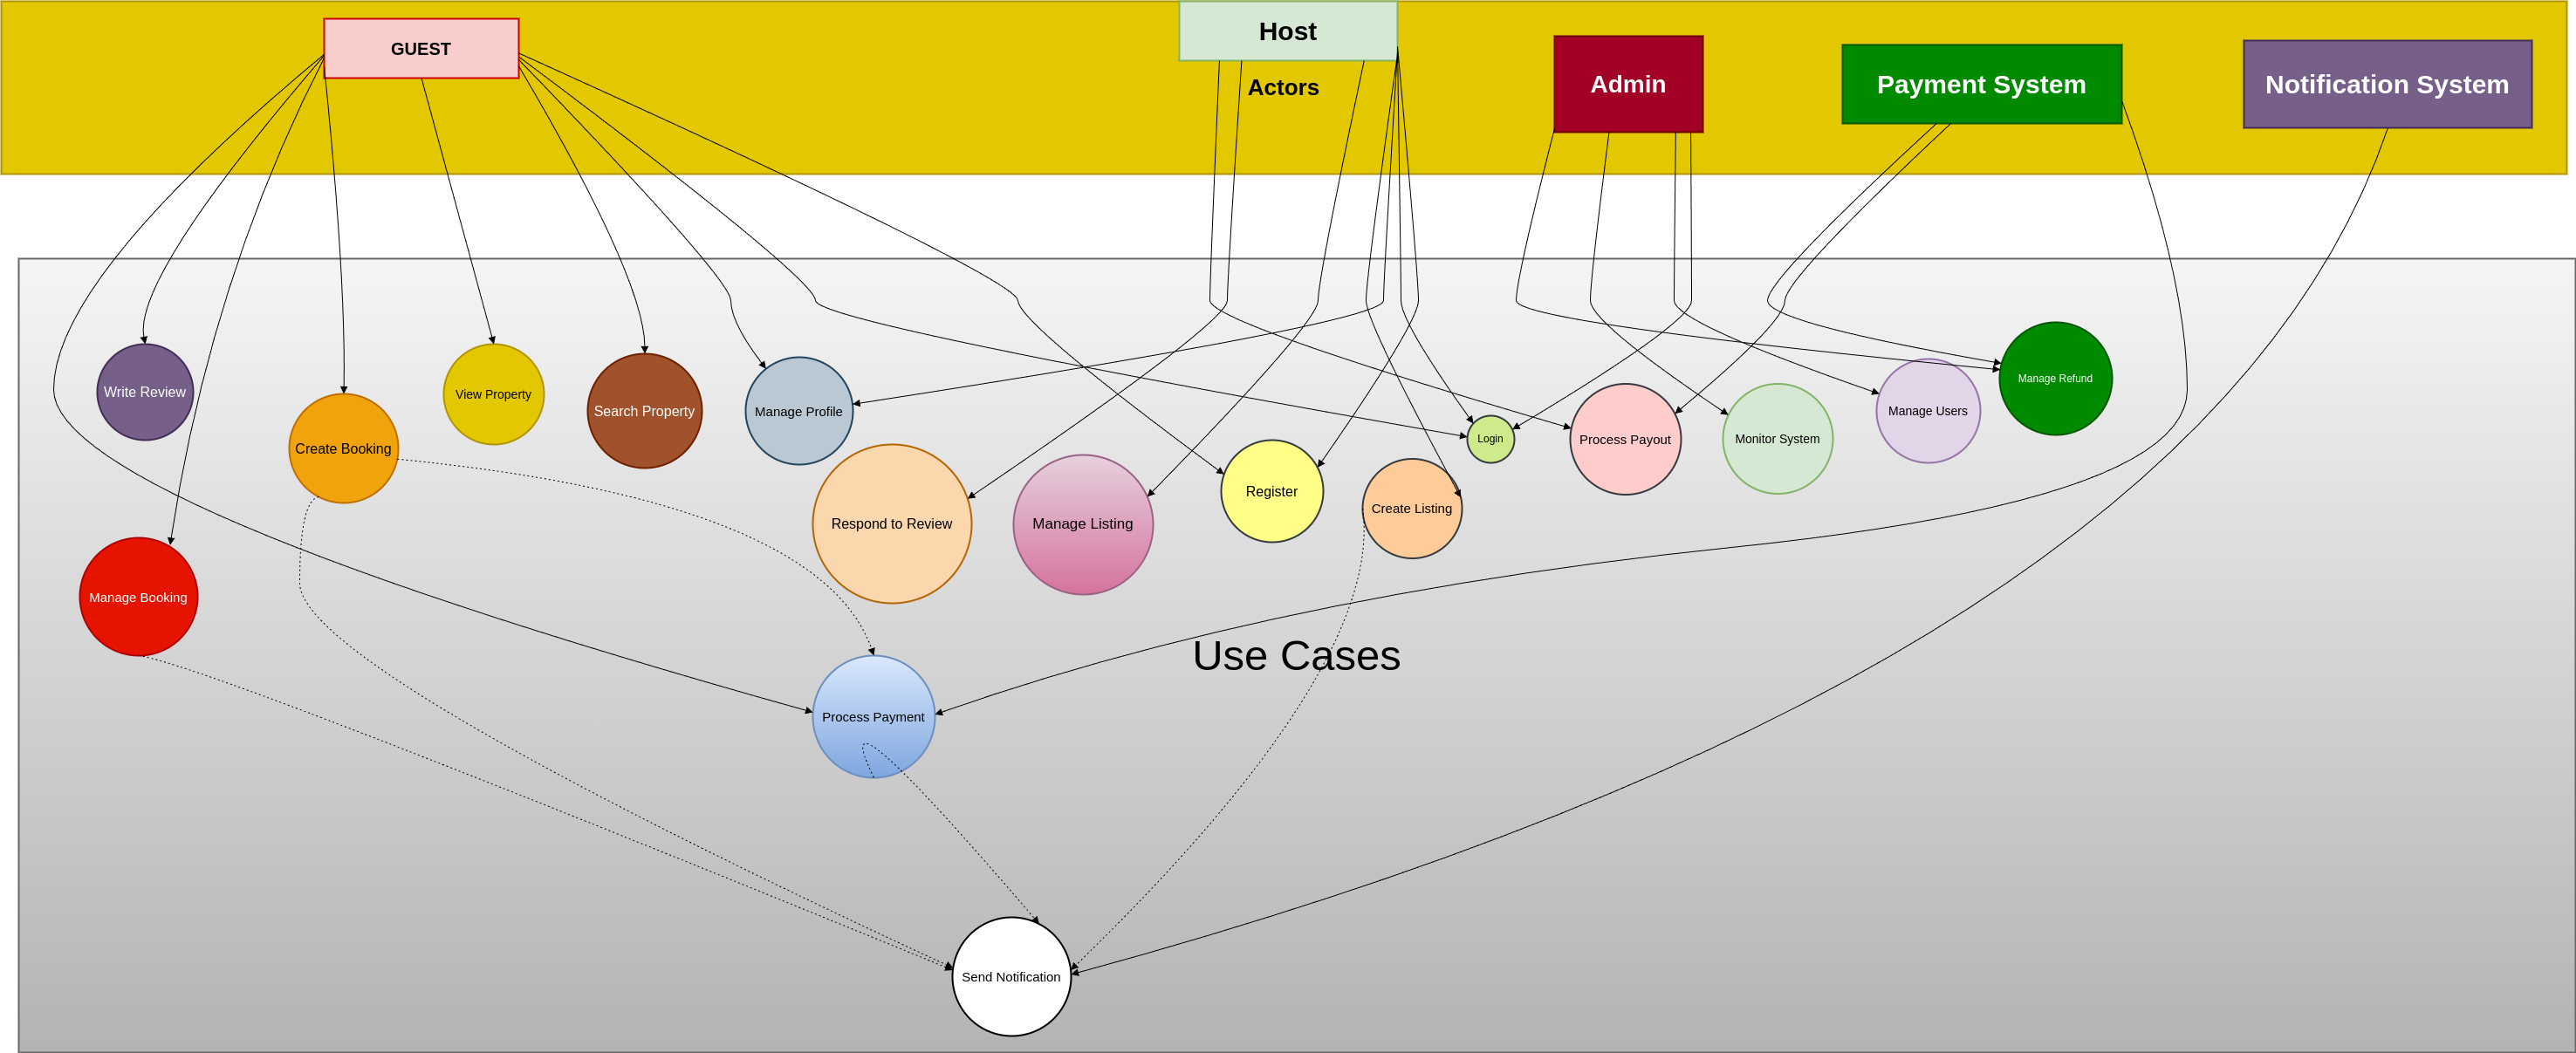 GUEST
Host
Actors
Admin
Payment System
Notification System
Write Review
Create Booking
View Property
Search Property
Manage Profile
Respond to Review
Manage Listing
Register
Create Listing
Login
Process Payout
Monitor System
Manage Users
Manage Refund
Manage Booking
Use Cases
Process Payment
Send Notification